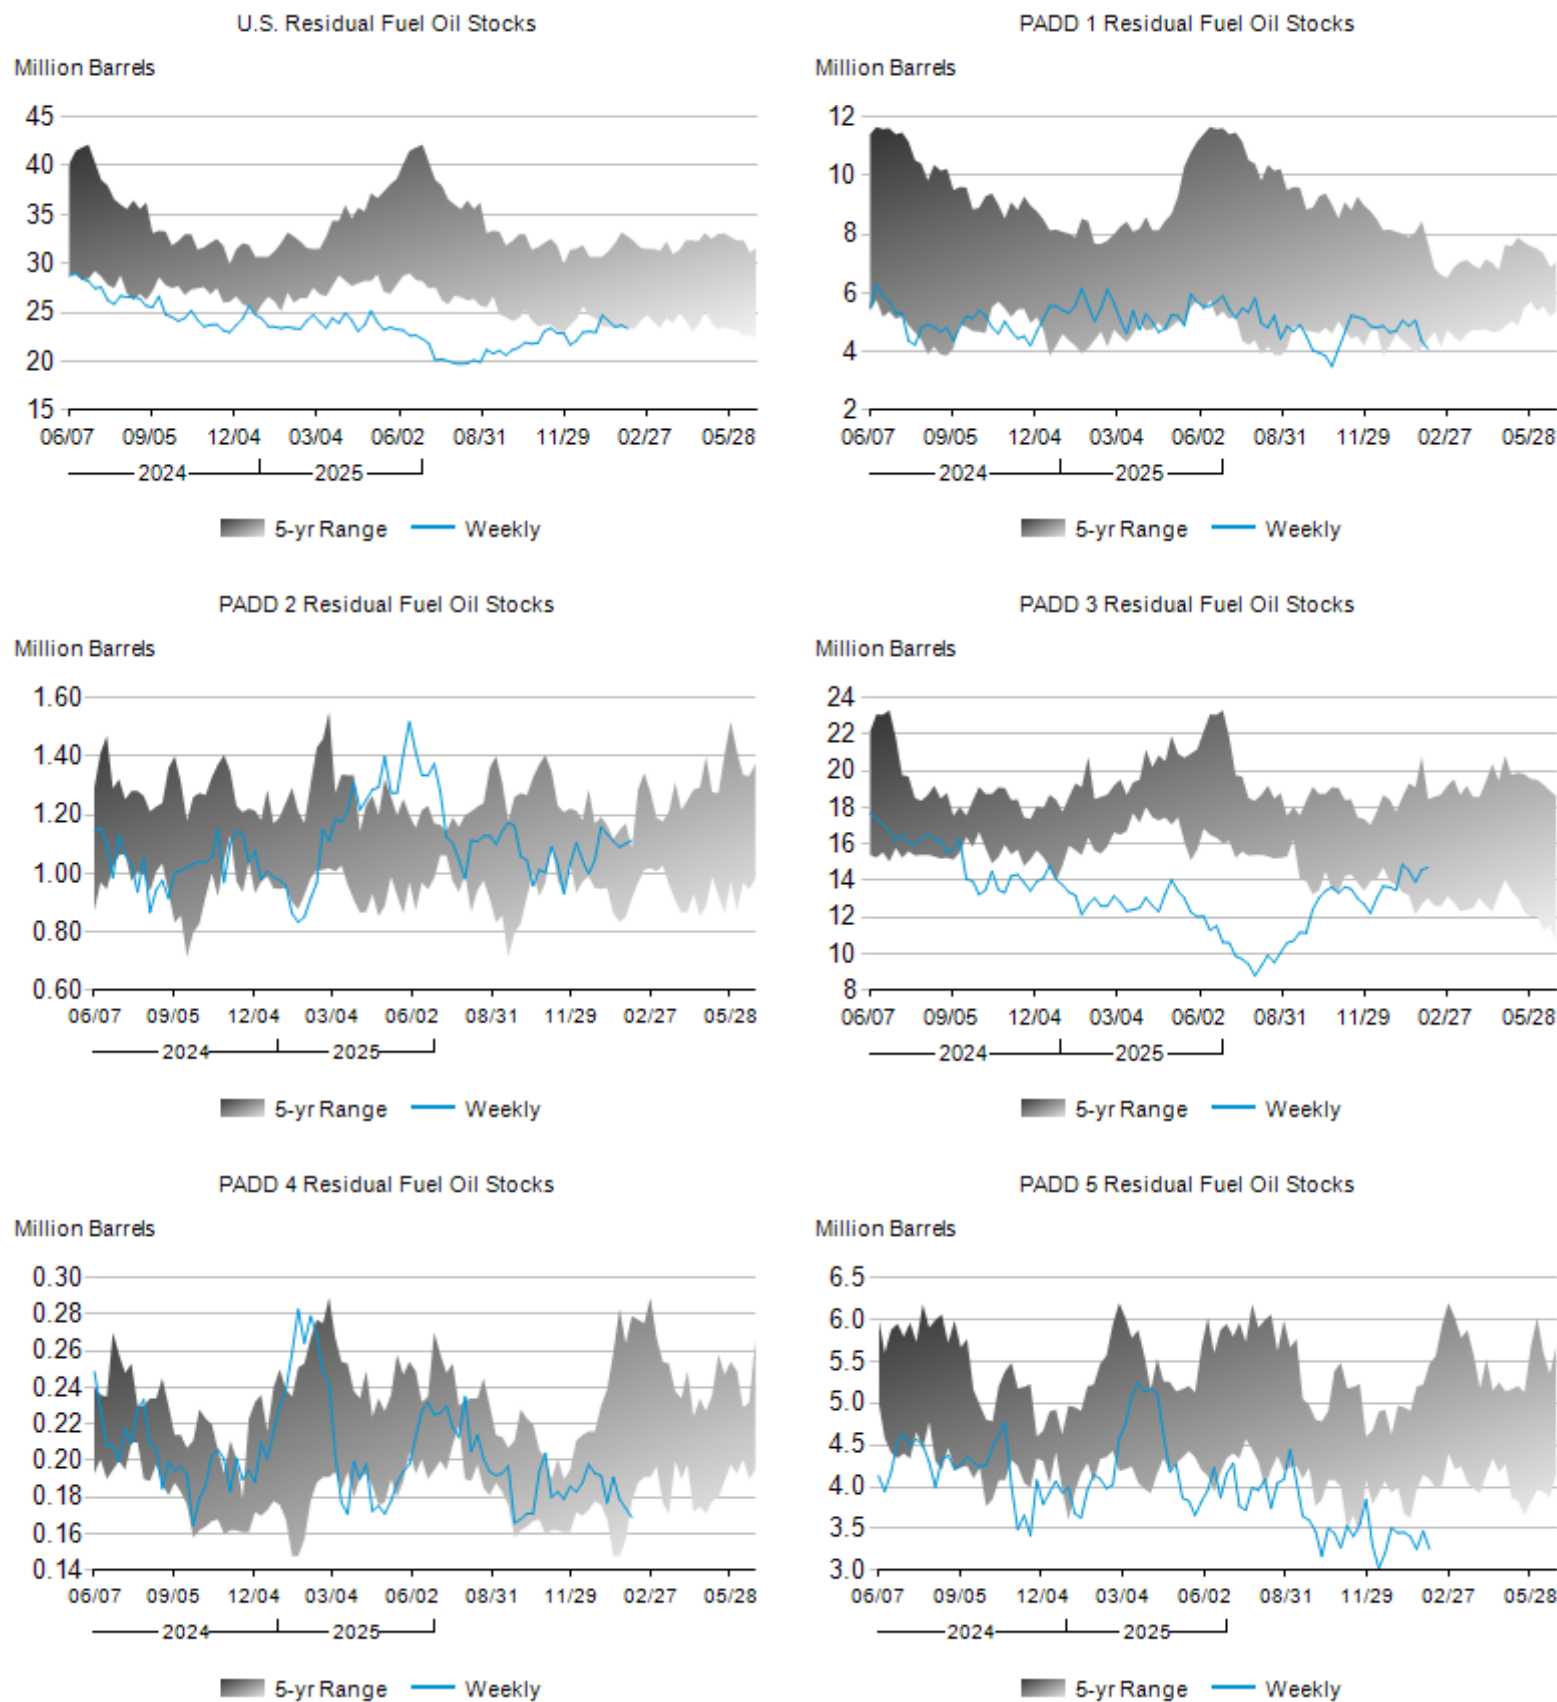 U.S. Residual Fuel Oil Stocks
Million Barrels
45
40
35
30
25
20
15
06/07 09/05 12/04 03/04 06/02 08/31 11/29 02/27 05/28
2024 2025
5-yr Range Weekly
PADD 1 Residual Fuel Oil Stocks
Million Barrels
12
10
8
6
4
2
06/07 09/05 12/04 03/04 06/02 08/31 11/29 02/27 05/28
2024 2025
5-yr Range Weekly
PADD 2 Residual Fuel Oil Stocks
Million Barrels
1.60
1.40
1.20
1.00
0.80
0.60
06/07 09/05 12/04 03/04 06/02 08/31 11/29 02/27 05/28
2024 2025
5-yr Range Weekly
PADD 3 Residual Fuel Oil Stocks
Million Barrels
24
22
20
18
16
14
12
10
8
06/07 09/05 12/04 03/04 06/02 08/31 11/29 02/27 05/28
2024 2025
5-yr Range Weekly
PADD 4 Residual Fuel Oil Stocks
Million Barrels
0.30
0.28
0.26
0.24
0.22
0.20
0.18
0.16
0.14
06/07 09/05 12/04 03/04 06/02 08/31 11/29 02/27 05/28
2024 2025
5-yr Range Weekly
PADD 5 Residual Fuel Oil Stocks
Million Barrels
6.5
6.0
5.5
5.0
4.5
4.0
3.5
3.0
06/07 09/05 12/04 03/04 06/02 08/31 11/29 02/27 05/28
2024 2025
5-yr Range Weekly